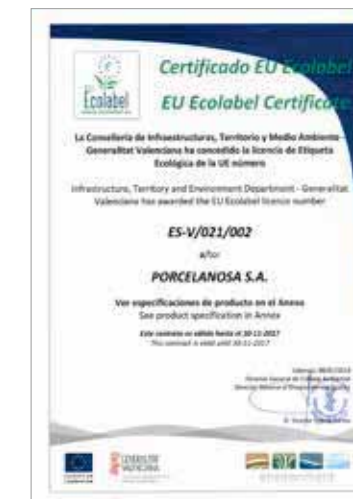 Ecolabel
Certificado EU Ecolabel
EU Ecolabel Certificate
La Conselleria de Infraestructuras, Territorio y Medio Ambiente -
Generalitat Valenciana ha concedido la licencia de Etiqueta
Ecológica de la UE número
Infrastructure, Territory and Environment Department - Generalitat
Valenciana has awarded the EU Ecolabel licence number
ES-V/021/002
a/to:
PORCELANOSA S.A.
Ver especificaciones de producto en el Anexo
See product specification in Annex
Este contrato es válido hasta el 30-11-2017
This contract is valid until 30-11-2017
GENERALITAT
VALENCIANA